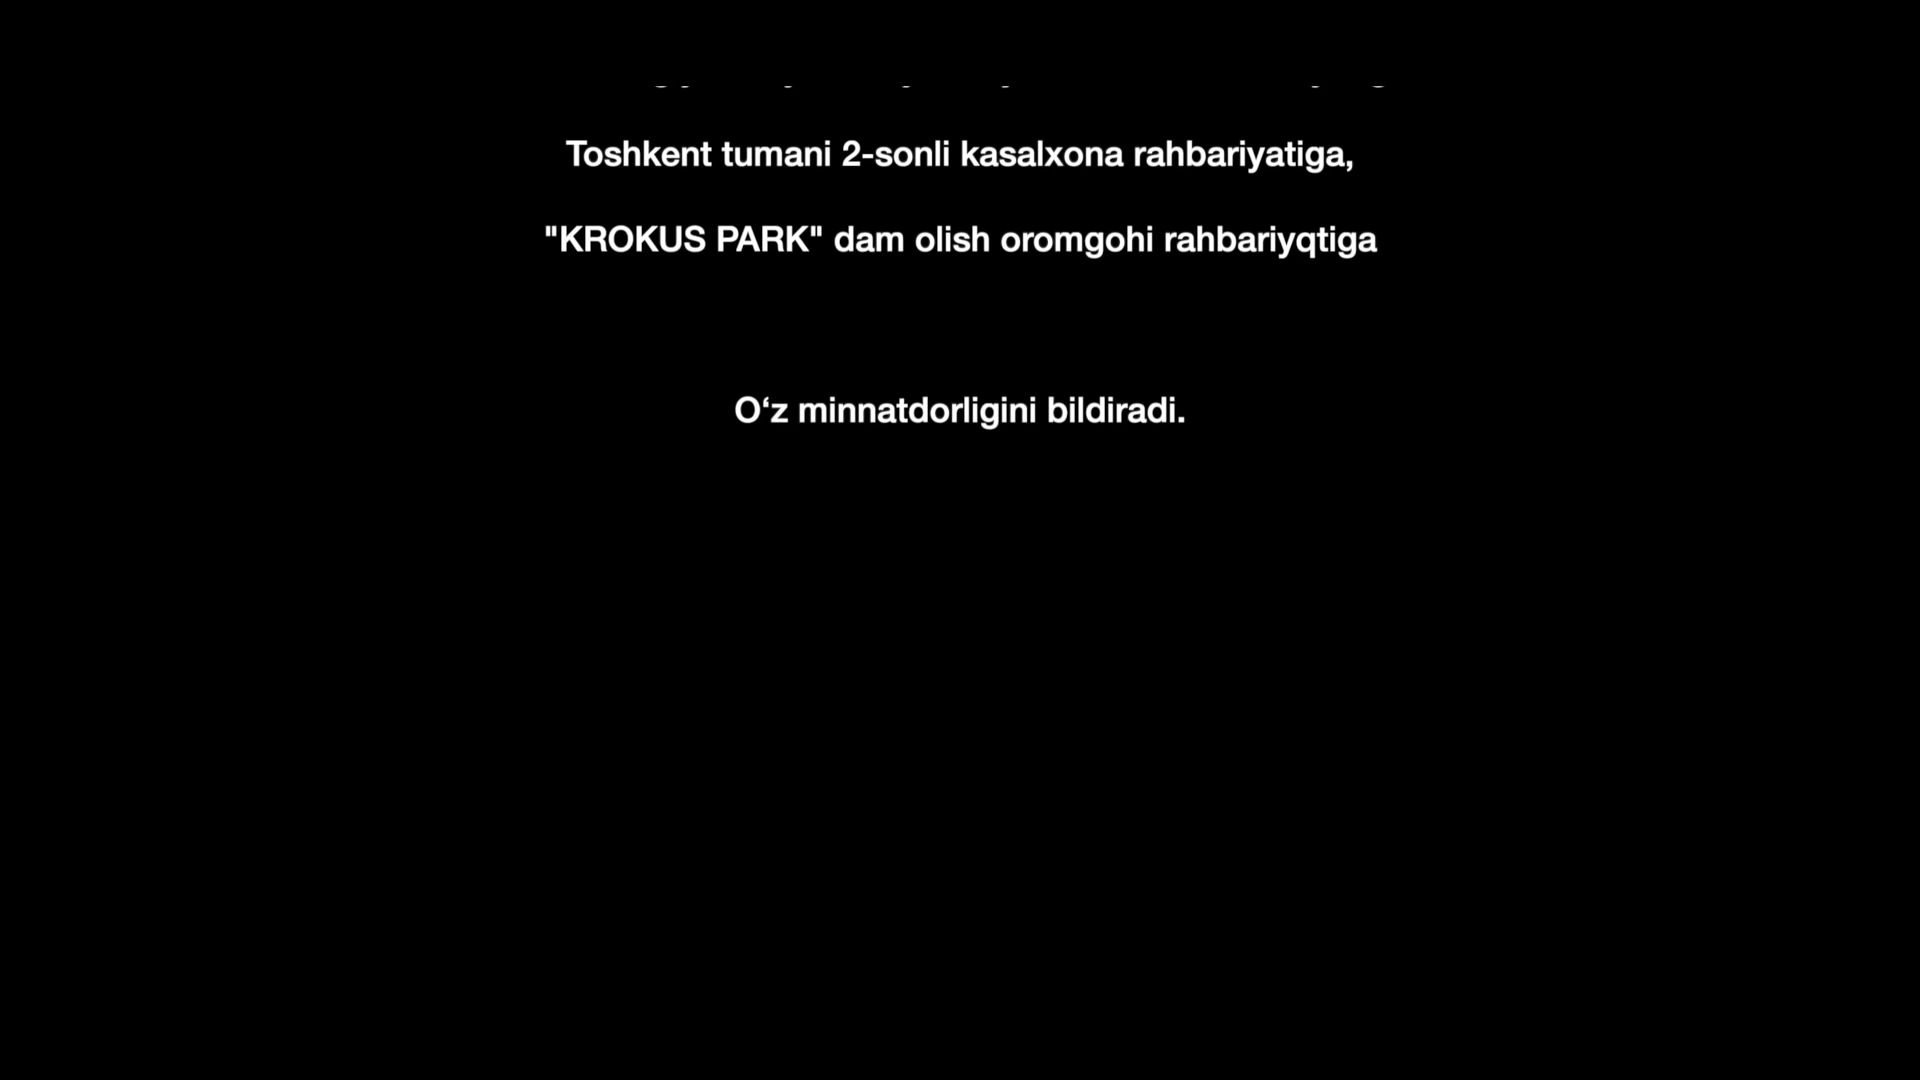 Toshkent tumani 2-sonli kasalxona rahbariyatiga,
"KROKUS PARK" dam olish oromgohi rahbariyqtiga
O‘z minnatdorligini bildiradi.